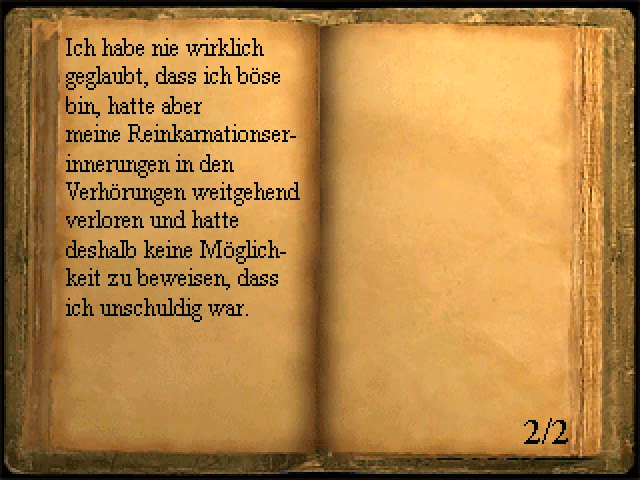 Ich habe nie wirklich
geglaubt, dass ich böse
bin, hatte aber
meine Reinkarnationser-
innerungen in den
Verhörungen weitgehend
verloren und hatte
deshalb keine Möglich-
keit zu beweisen, dass
ich unschuldig war.
2/2